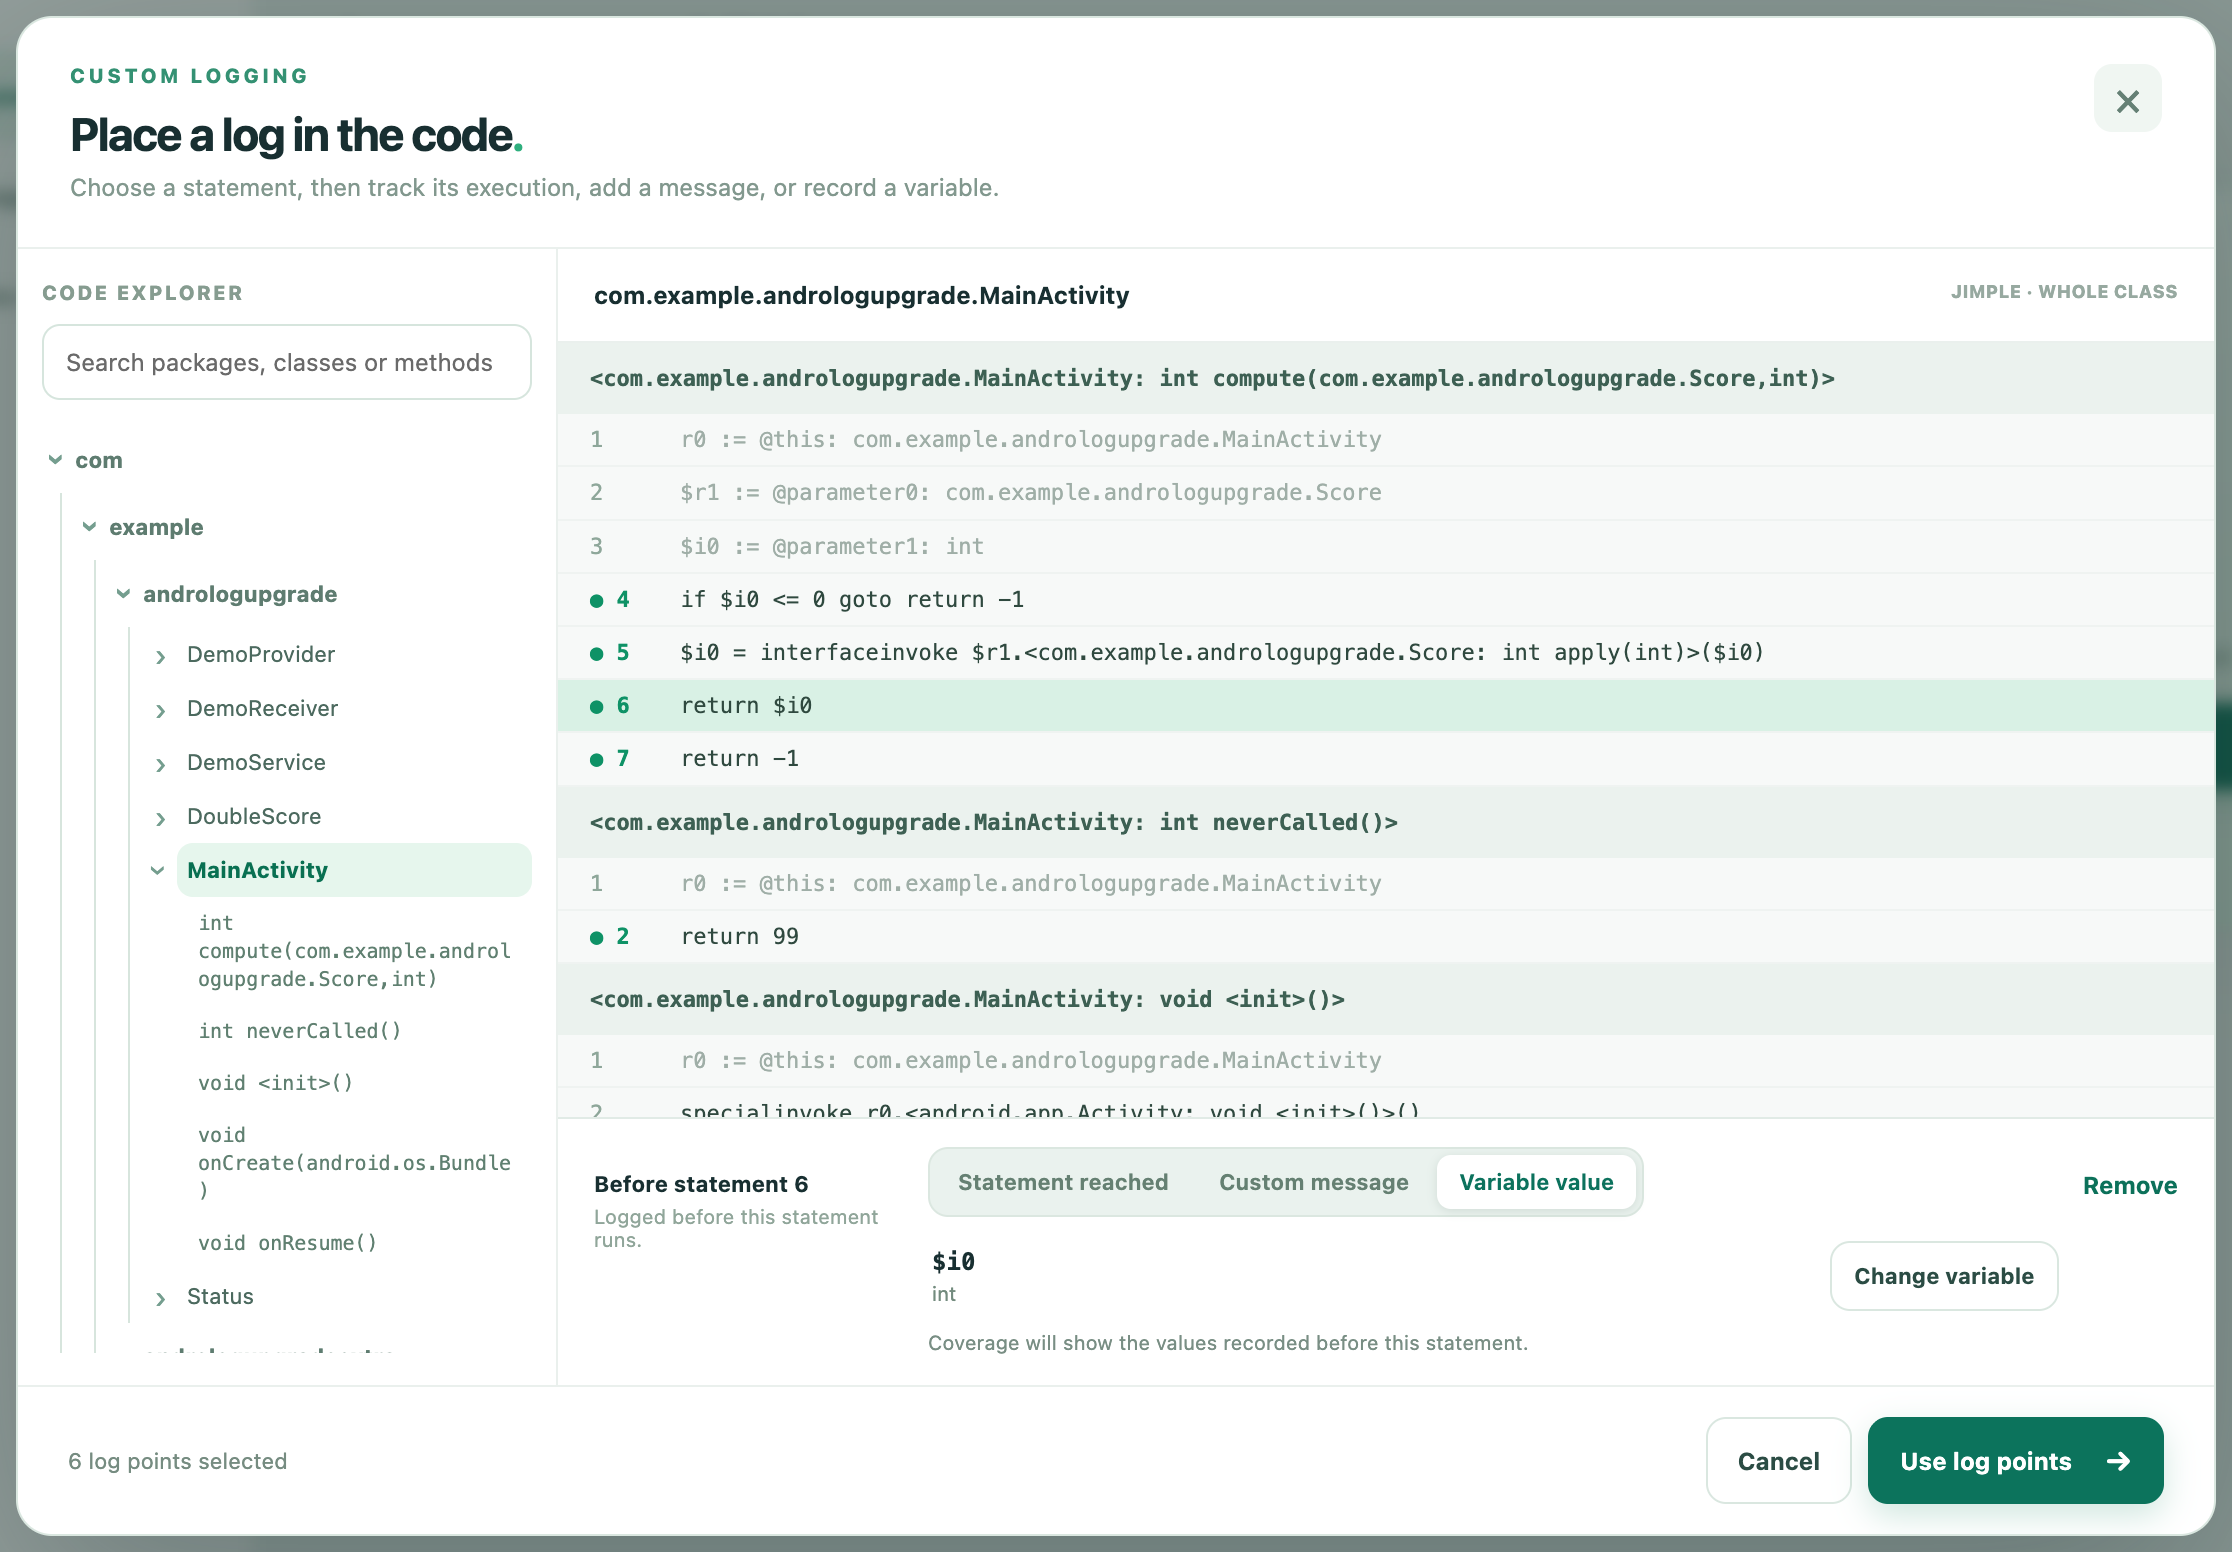 CUSTOM LOGGING
Place a log in the code.
Choose a statement, then track its execution, add a message, or record a variable.
CODE EXPLORER
Search packages, classes or methods
com
example
andrologupgrade
DemoProvider
DemoReceiver
DemoService
DoubleScore
MainActivity
int
compute(com.example.androl
ogupgrade.Score,int)
int neverCalled()
void <init>()
void
onCreate(android.os.Bundle
)
void onResume()
Status
com.example.andrologupgrade.MainActivity
JIMPLE · WHOLE CLASS
<com.example.andrologupgrade.MainActivity: int compute(com.example.andrologupgrade.Score,int)>
1 r0 := @this: com.example.andrologupgrade.MainActivity
2 $r1 := @parameter0: com.example.andrologupgrade.Score
3 $i0 := @parameter1: int
4 if $i0 <= 0 goto return -1
5 $i0 = interfaceinvoke $r1.<com.example.andrologupgrade.Score: int apply(int)>($i0)
6 return $i0
7 return -1
<com.example.andrologupgrade.MainActivity: int neverCalled()>
1 r0 := @this: com.example.andrologupgrade.MainActivity
2 return 99
<com.example.andrologupgrade.MainActivity: void <init>()>
1 r0 := @this: com.example.andrologupgrade.MainActivity
2 specialinvoke r0.<android.app.Activity: void <init>()>()
Before statement 6
Logged before this statement
runs.
Statement reached
Custom message
Variable value
Remove
$i0
int
Change variable
Coverage will show the values recorded before this statement.
6 log points selected
Cancel
Use log points →